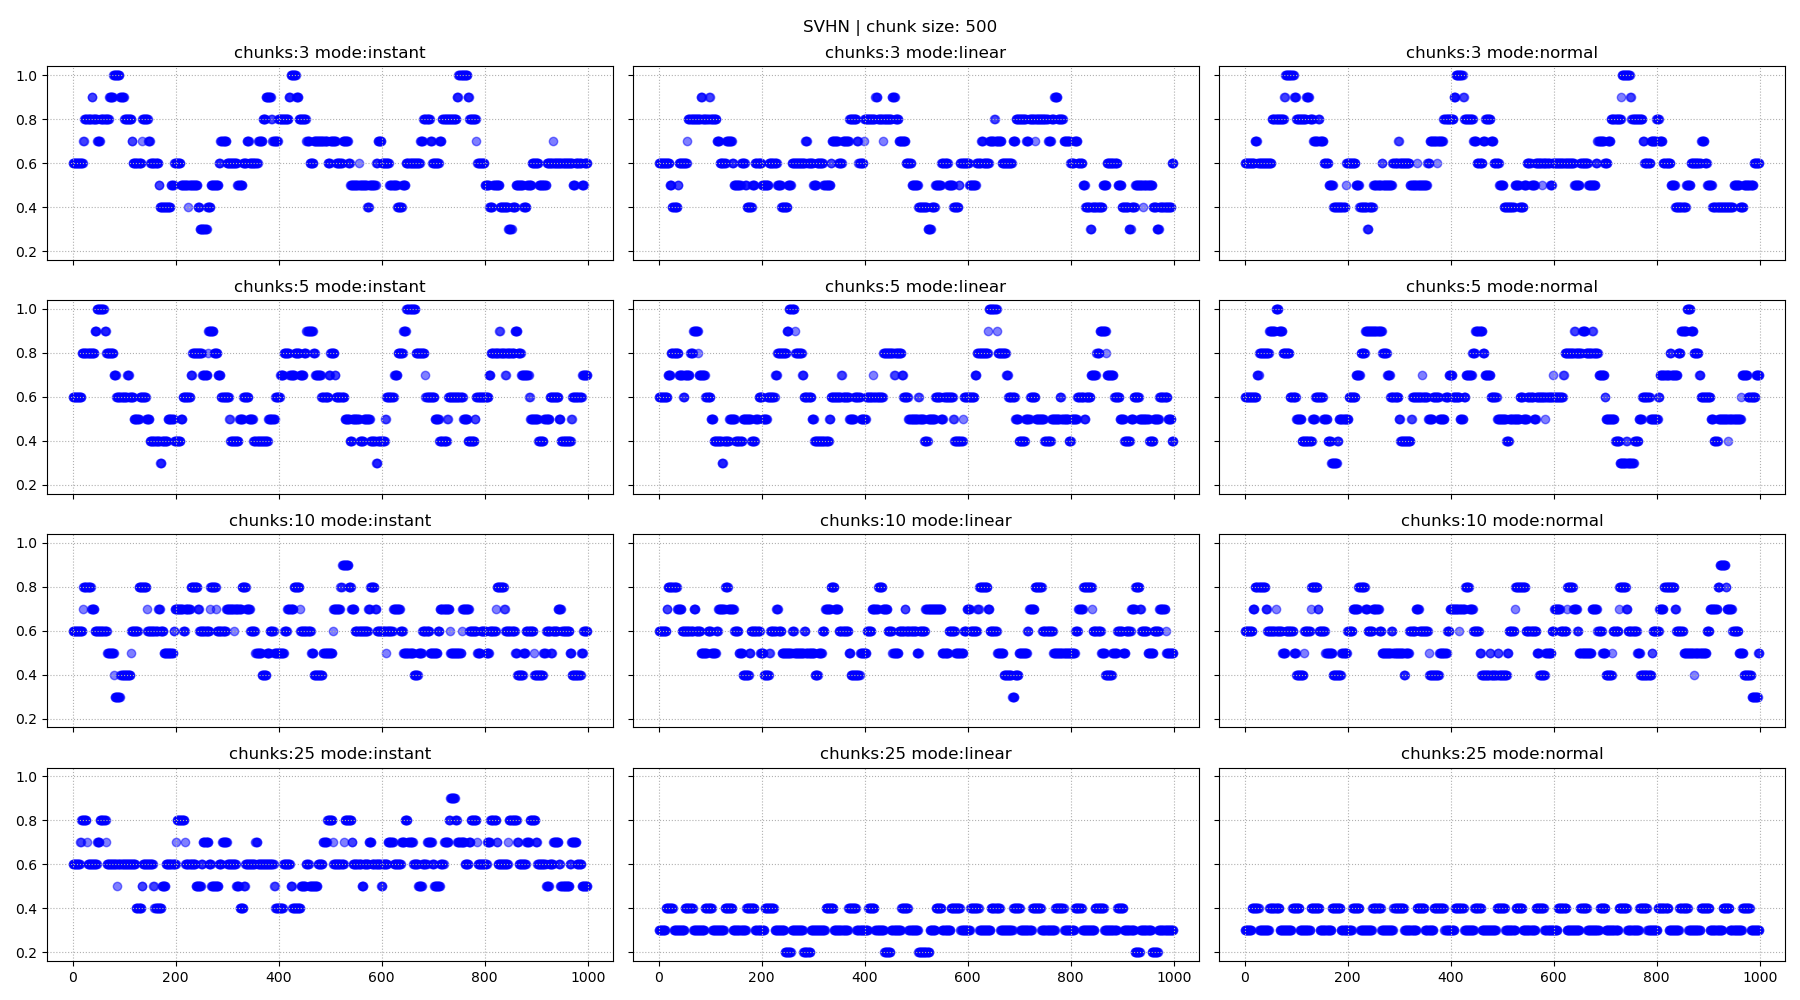 SVHN | chunk size: 500
chunks:3 mode:instant
chunks:3 mode:linear
chunks:3 mode:normal
1.0
0.8
0.6
0.4
0.2
chunks:5 mode:instant
chunks:5 mode:linear
chunks:5 mode:normal
1.0
0.8
0.6
0.4
0.2
chunks:10 mode:instant
chunks:10 mode:linear
chunks:10 mode:normal
1.0
0.8
0.6
0.4
0.2
chunks:25 mode:instant
chunks:25 mode:linear
chunks:25 mode:normal
1.0
0.8
0.6
0.4
0.2
0 200 400 600 800 1000
0 200 400 600 800 1000
0 200 400 600 800 1000